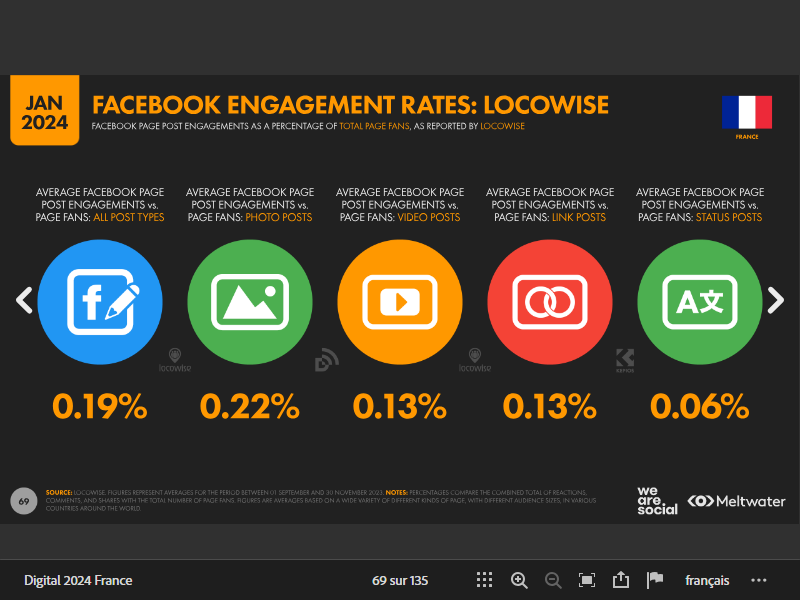 JAN
2024
FACEBOOK ENGAGEMENT RATES: LOCOWISE
FACEBOOK PAGE POST ENGAGEMENTS AS A PERCENTAGE OF TOTAL PAGE FANS, AS REPORTED BY LOCOWISE
FRANCE
AVERAGE FACEBOOK PAGE
POST ENGAGEMENTS vs.
PAGE FANS: ALL POST TYPES
AVERAGE FACEBOOK PAGE
POST ENGAGEMENTS vs.
PAGE FANS: PHOTO POSTS
AVERAGE FACEBOOK PAGE
POST ENGAGEMENTS vs.
PAGE FANS: VIDEO POSTS
AVERAGE FACEBOOK PAGE
POST ENGAGEMENTS vs.
PAGE FANS: LINK POSTS
AVERAGE FACEBOOK PAGE
POST ENGAGEMENTS vs.
PAGE FANS: STATUS POSTS
f
A文
locowise
locowise
KEPIOS
0.19%
0.22%
0.13%
0.13%
0.06%
69
SOURCE: LOCOWISE. FIGURES REPRESENT AVERAGES FOR THE PERIOD BETWEEN 01 SEPTEMBER AND 30 NOVEMBER 2023. NOTES: PERCENTAGES COMPARE THE COMBINED TOTAL OF REACTIONS,
COMMENTS, AND SHARES WITH THE TOTAL NUMBER OF PAGE FANS. FIGURES ARE AVERAGES BASED ON A WIDE VARIETY OF DIFFERENT KINDS OF PAGE, WITH DIFFERENT AUDIENCE SIZES, IN VARIOUS
COUNTRIES AROUND THE WORLD.
we
are.
social
Meltwater
Digital 2024 France
69 sur 135
français